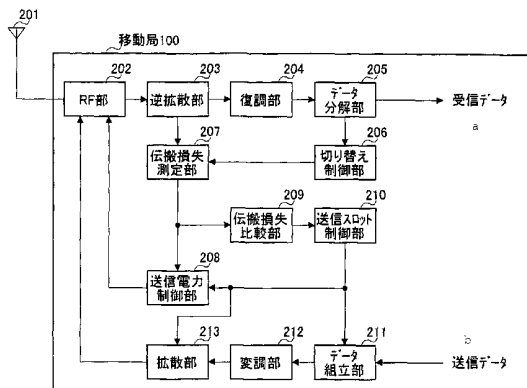 201
移動局100
202
203
204
205
RF部
逆拡散部
復調部
データ
分解部
受信データ
a
207
206
伝搬損失
測定部
切り替え
制御部
209
210
伝搬損失
比較部
送信スロット
制御部
208
送信電力
制御部
213
212
211
b
拡散部
変調部
データ
組立部
送信データ